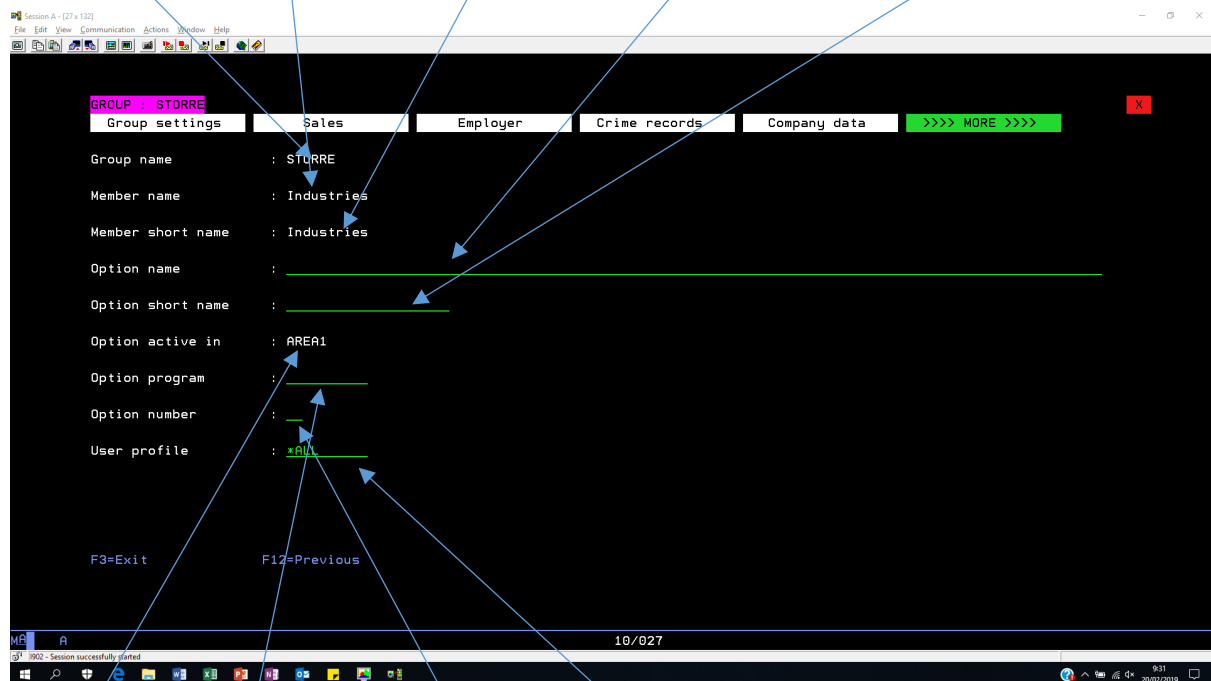 Session A - [27 x 132]
File Edit View Communication Actions Window Help
GROUP : STORRE X
Group settings Sales Employer Crime records Company data >>>> MORE >>>>
Group name : STORRE
Member name : Industries
Member short name : Industries
Option name :
Option short name :
Option active in : AREA1
Option program :
Option number :
User profile : *ALL
F3=Exit F12=Previous
MA A 10/027
I902 - Session successfully started
9:31
20/02/2019